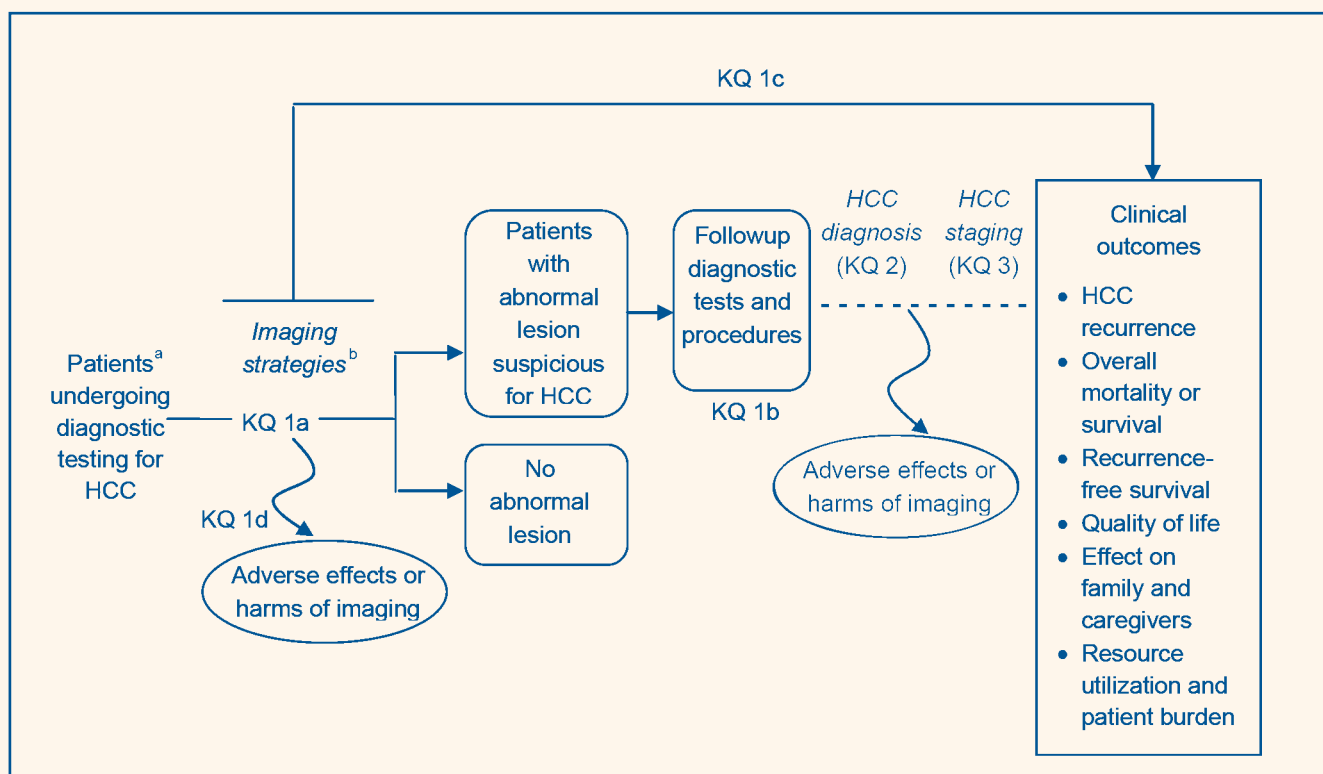 KQ 1c
Patients^a
undergoing
diagnostic
testing for
HCC
Imaging
strategies^b
KQ 1a
KQ 1d
Adverse effects or
harms of imaging
Patients
with
abnormal
lesion
suspicious
for HCC
No
abnormal
lesion
Followup
diagnostic
tests and
procedures
KQ 1b
HCC
diagnosis
(KQ 2)
HCC
staging
(KQ 3)
Adverse effects or
harms of imaging
Clinical
outcomes
• HCC
recurrence
• Overall
mortality or
survival
• Recurrence-
free survival
• Quality of life
• Effect on
family and
caregivers
• Resource
utilization and
patient burden